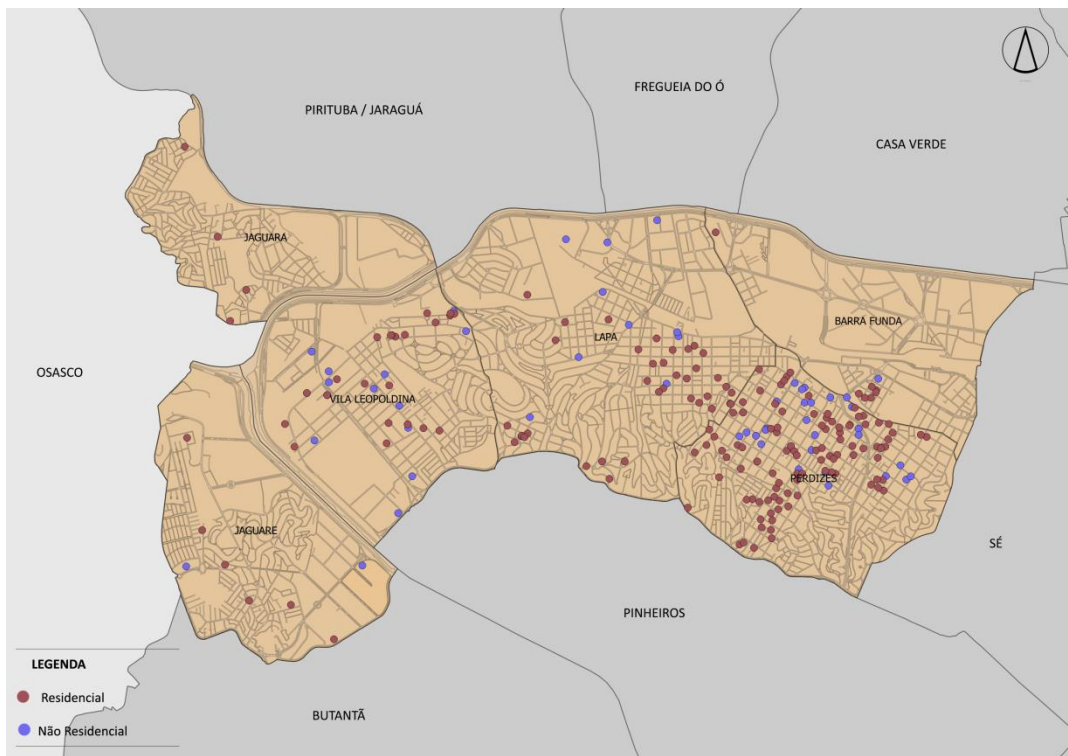 FREGUEIA DO Ó
PIRITUBA / JARAGUÁ
CASA VERDE
JAGUARA
BARRA FUNDA
LAPA
OSASCO
VILA LEOPOLDINA
PERDIZES
JAGUARE
SÉ
PINHEIROS
LEGENDA
Residencial
BUTANTÃ
Não Residencial